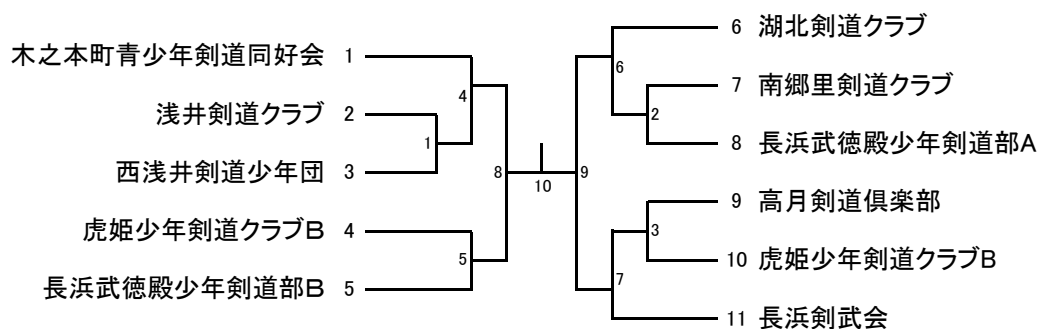 木之本町青少年剣道同好会 1
浅井剣道クラブ 2
西浅井剣道少年団 3
虎姫少年剣道クラブB 4
長浜武徳殿少年剣道部B 5
1
4
5
8
10
9
6
2
3
7
6 湖北剣道クラブ
7 南郷里剣道クラブ
8 長浜武徳殿少年剣道部A
9 高月剣道倶楽部
10 虎姫少年剣道クラブB
11 長浜剣武会